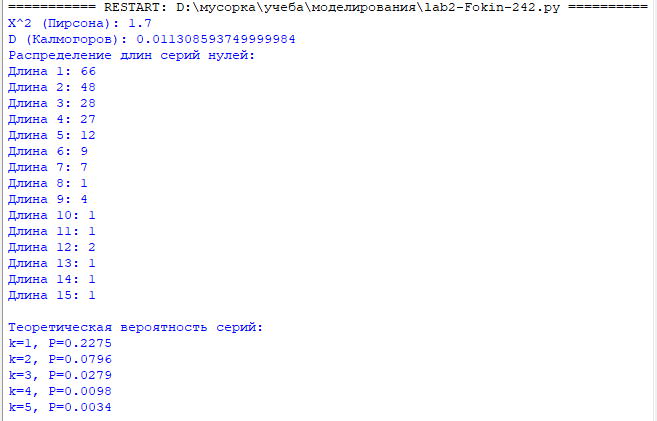 =========== RESTART: D:\мусорка\учеба\моделирования\lab2-Fokin-242.py ==========
X^2 (Пирсона): 1.7
D (Калмогоров): 0.011308593749999984
Распределение длин серий нулей:
Длина 1: 66
Длина 2: 48
Длина 3: 28
Длина 4: 27
Длина 5: 12
Длина 6: 9
Длина 7: 7
Длина 8: 1
Длина 9: 4
Длина 10: 1
Длина 11: 1
Длина 12: 2
Длина 13: 1
Длина 14: 1
Длина 15: 1
Теоретическая вероятность серий:
k=1, P=0.2275
k=2, P=0.0796
k=3, P=0.0279
k=4, P=0.0098
k=5, P=0.0034